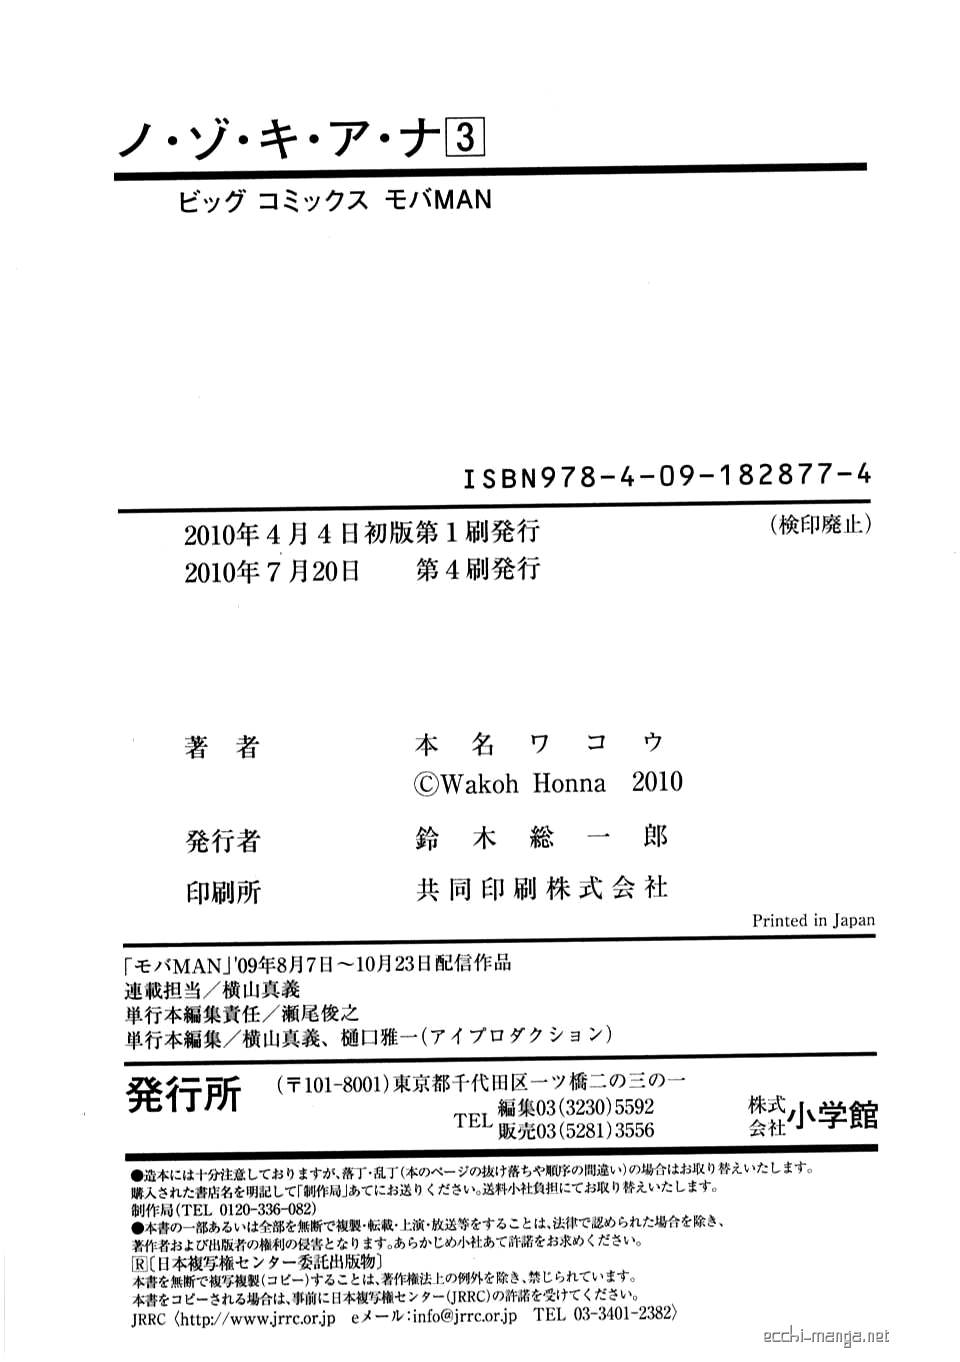 ノ・ゾ・キ・ア・ナ3
ビッグ コミックス モバMAN
ISBN978-4-09-182877-4
2010年4月4日初版第1刷発行 (検印廃止)
2010年7月20日 第4刷発行
著者 本名ワコウ
©Wakoh Honna 2010
発行者 鈴木総一郎
印刷所 共同印刷株式会社
Printed in Japan
「モバMAN」'09年8月7日～10月23日配信作品
連載担当／横山真義
単行本編集責任／瀬尾俊之
単行本編集／横山真義、樋口雅一(アイプロダクション)
発行所 (〒101-8001)東京都千代田区一ツ橋二の三の一
TEL 編集03(3230)5592
販売03(5281)3556
株式会社 小学館
●造本には十分注意しておりますが、落丁・乱丁(本のページの抜け落ちや順序の間違い)の場合はお取り替えいたします。
購入された書店名を明記して「制作局」あてにお送りください。送料小社負担にてお取り替えいたします。
制作局(TEL 0120-336-082)
●本書の一部あるいは全部を無断で複製・転載・上演・放送等をすることは、法律で認められた場合を除き、
著作者および出版者の権利の侵害となります。あらかじめ小社あて許諾をお求めください。
R〔日本複写権センター委託出版物〕
本書を無断で複写複製(コピー)することは、著作権法上の例外を除き、禁じられています。
本書をコピーされる場合は、事前に日本複写権センター(JRRC)の許諾を受けてください。
JRRC〈http://www.jrrc.or.jp eメール:info@jrrc.or.jp TEL 03-3401-2382〉
ecchi-manga.net